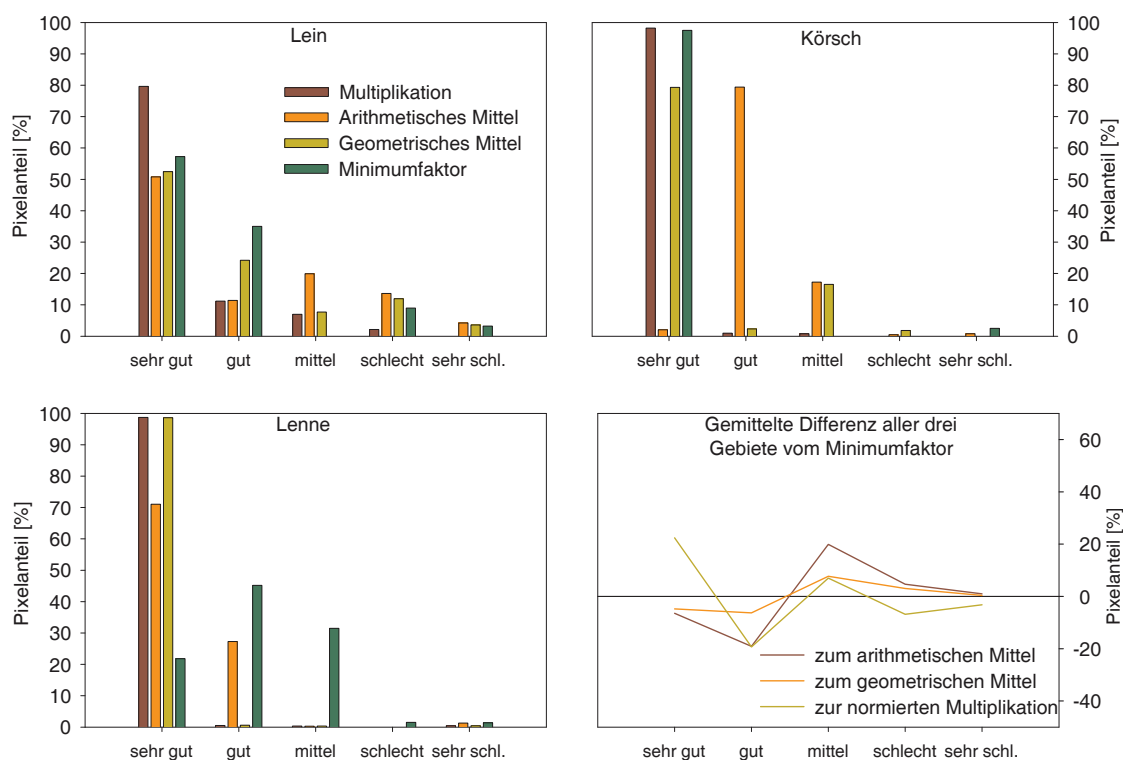 Lein
Multiplikation
Arithmetisches Mittel
Geometrisches Mittel
Minimumfaktor
Pixelanteil [%]
100
90
80
70
60
50
40
30
20
10
0
sehr gut
gut
mittel
schlecht
sehr schl.
Körsch
Pixelanteil [%]
100
90
80
70
60
50
40
30
20
10
0
sehr gut
gut
mittel
schlecht
sehr schl.
Lenne
Pixelanteil [%]
100
90
80
70
60
50
40
30
20
10
0
sehr gut
gut
mittel
schlecht
sehr schl.
Gemittelte Differenz aller drei
Gebiete vom Minimumfaktor
Pixelanteil [%]
60
40
20
0
-20
-40
zum arithmetischen Mittel
zum geometrischen Mittel
zur normierten Multiplikation
sehr gut
gut
mittel
schlecht
sehr schl.